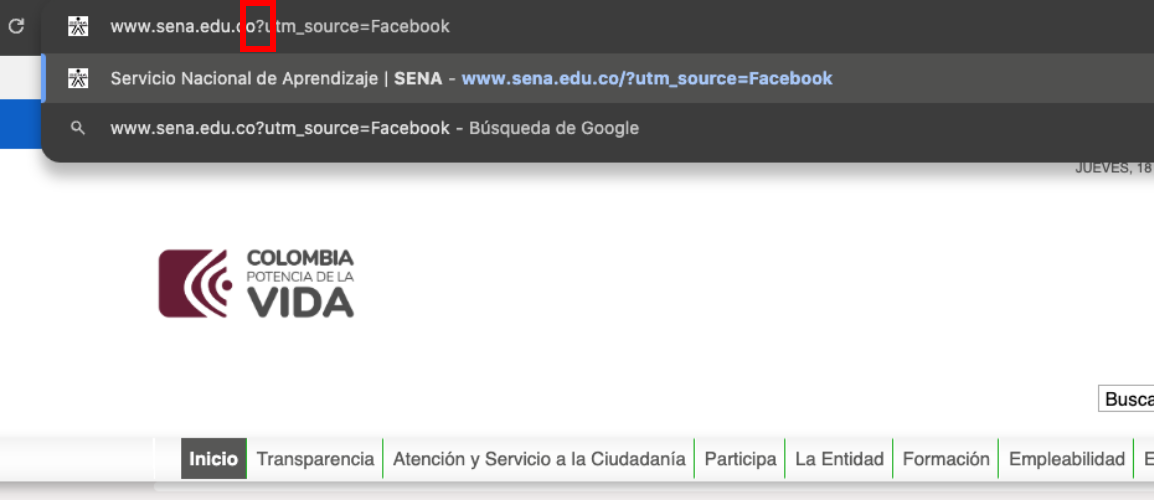 www.sena.edu.co?utm_source=Facebook
Servicio Nacional de Aprendizaje | SENA - www.sena.edu.co/?utm_source=Facebook
www.sena.edu.co?utm_source=Facebook - Búsqueda de Google
JUEVES, 18
COLOMBIA
POTENCIA DE LA
VIDA
Busca
Inicio Transparencia Atención y Servicio a la Ciudadanía Participa La Entidad Formación Empleabilidad E